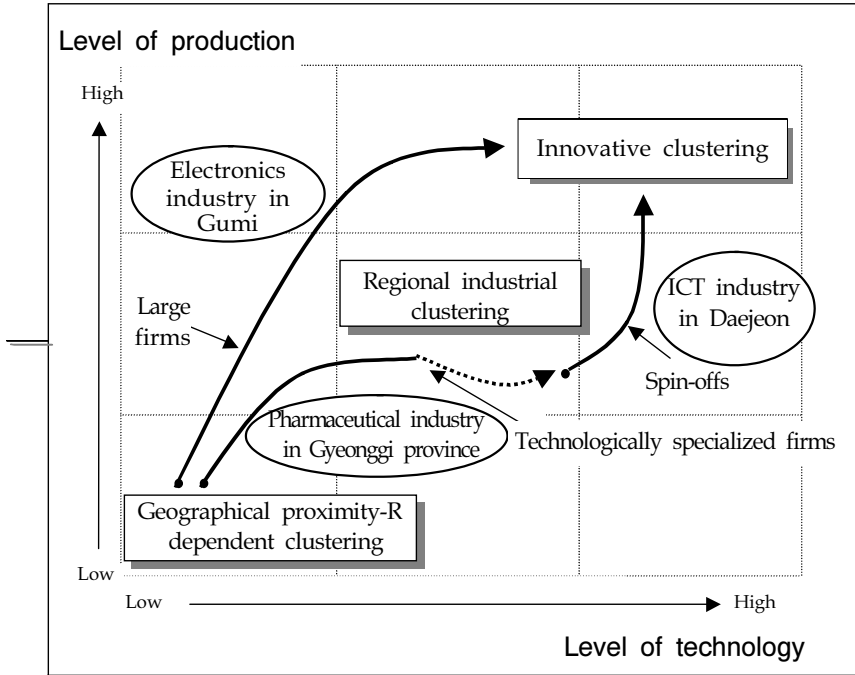 Level of production
High
Electronics
industry in
Gumi
Innovative clustering
Regional industrial
clustering
ICT industry
in Daejeon
Large
firms
Spin-offs
Pharmaceutical industry
in Gyeonggi province
Technologically specialized firms
Geographical proximity-R
dependent clustering
Low
Low
High
Level of technology